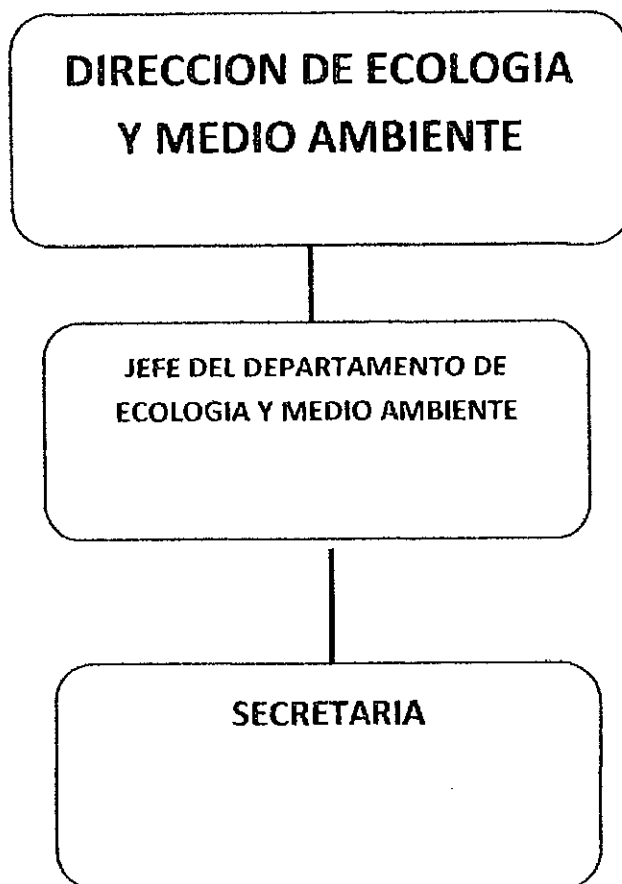 DIRECCION DE ECOLOGIA
Y MEDIO AMBIENTE
JEFE DEL DEPARTAMENTO DE
ECOLOGIA Y MEDIO AMBIENTE
SECRETARIA